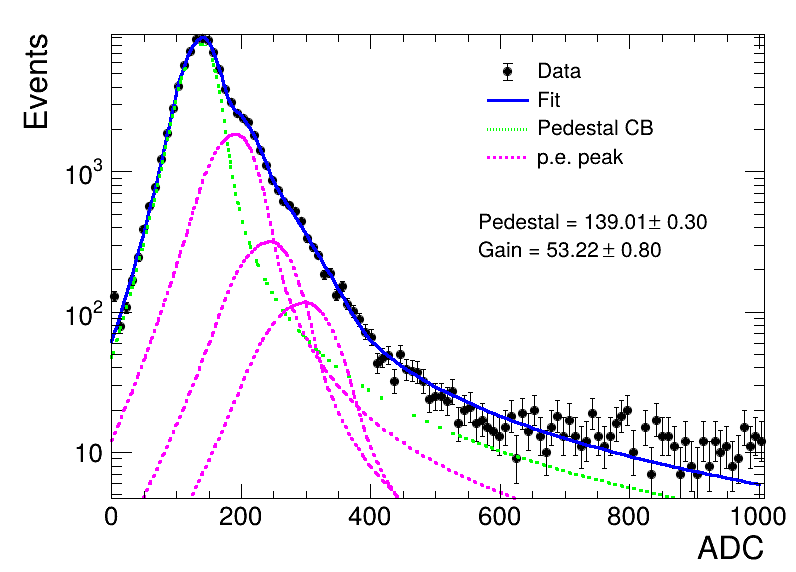 Events
10³
10²
10
Data
Fit
Pedestal CB
p.e. peak
Pedestal = 139.01± 0.30
Gain = 53.22 ± 0.80
0 200 400 600 800 1000
ADC